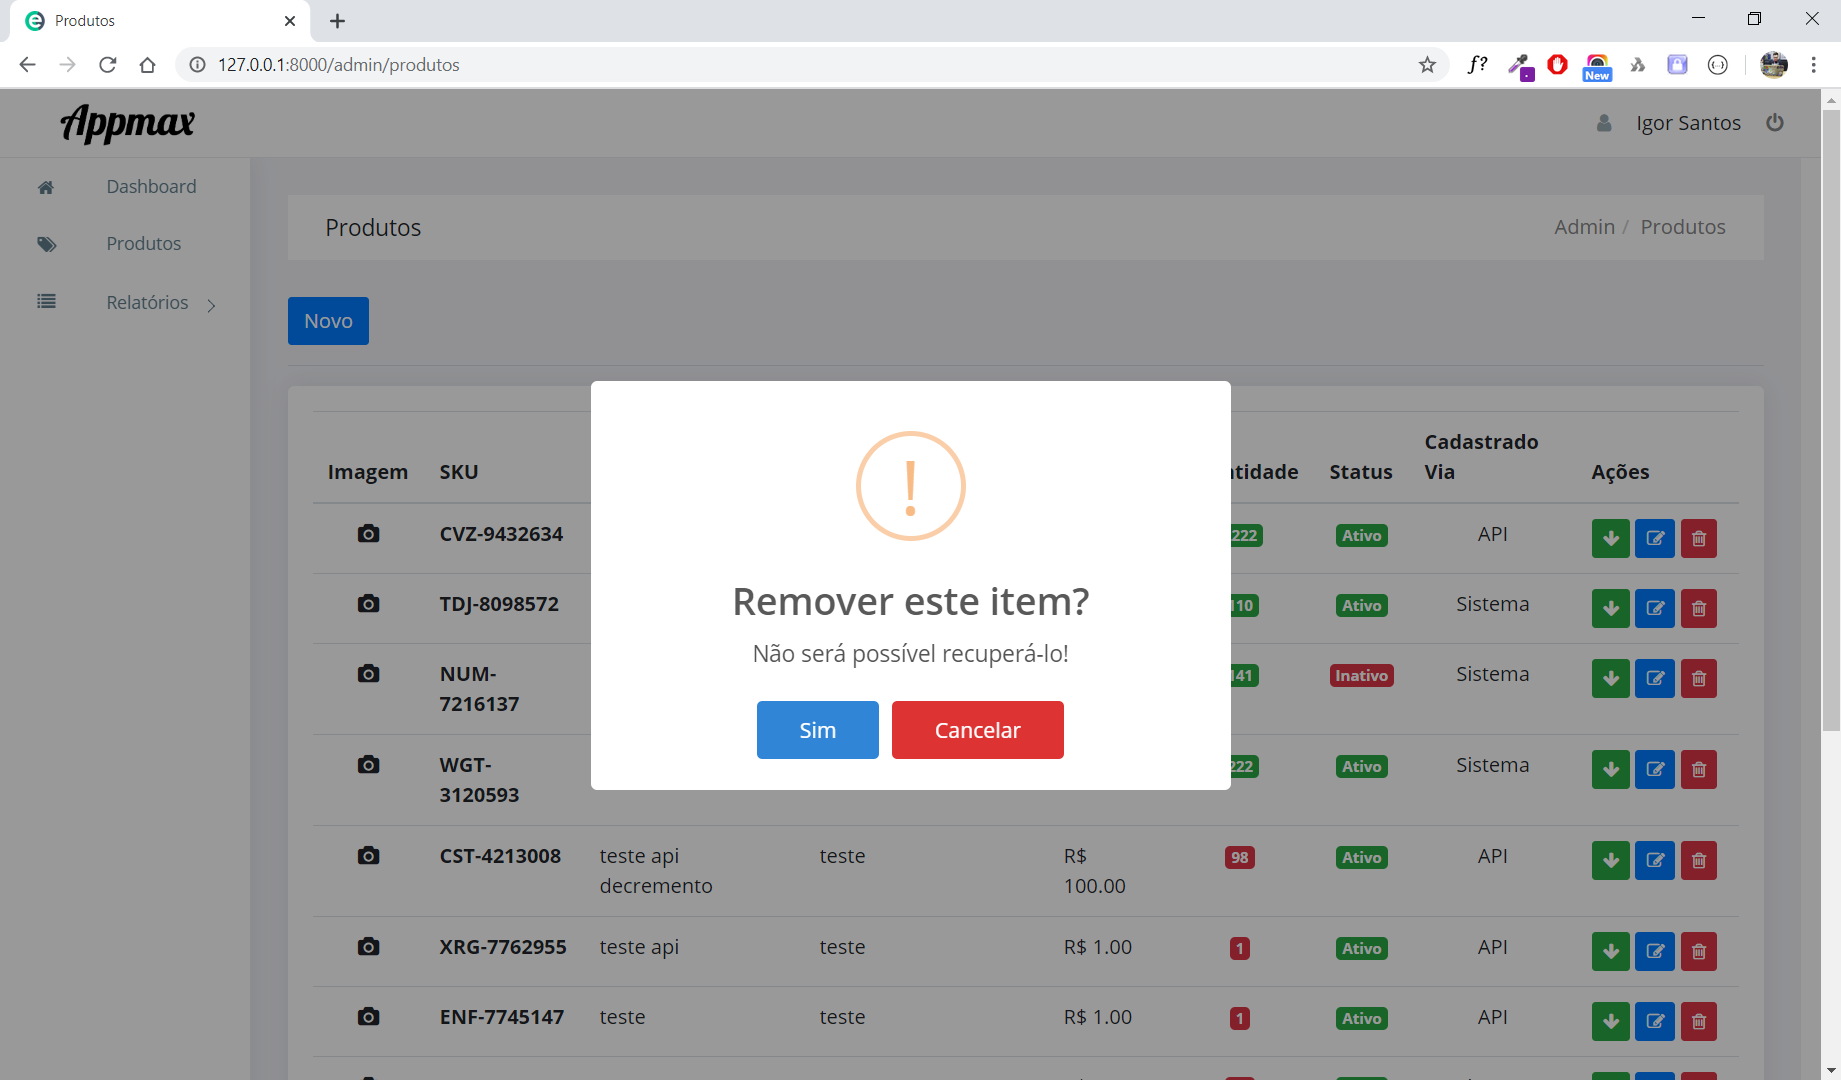 Produtos
127.0.0.1:8000/admin/produtos
f?
New
Appmax
Igor Santos
Dashboard
Produtos
Relatórios
Produtos
Admin / Produtos
Novo
Imagem SKU Status Cadastrado Via Ações
CVZ-9432634 222 Ativo API
TDJ-8098572 Ativo Sistema
NUM-
7216137
Inativo Sistema
WGT-
3120593
Ativo Sistema
Remover este item?
Não será possível recuperá-lo!
Sim Cancelar
CST-4213008 teste api
decremento
teste R$
100.00
98 Ativo API
XRG-7762955 teste api teste R$ 1.00 1 Ativo API
ENF-7745147 teste teste R$ 1.00 1 Ativo API